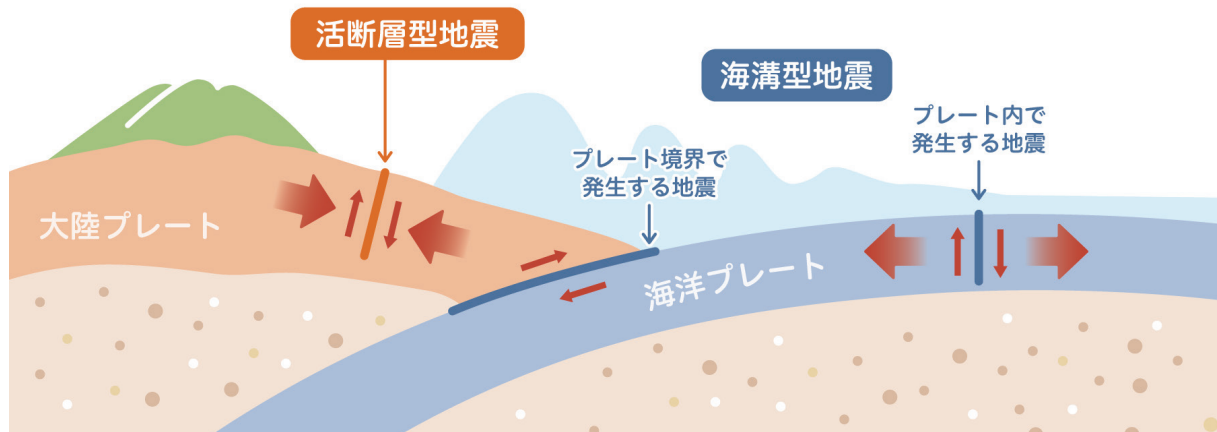 活断層型地震
海溝型地震
プレート内で
発生する地震
プレート境界で
発生する地震
大陸プレート
海洋プレート